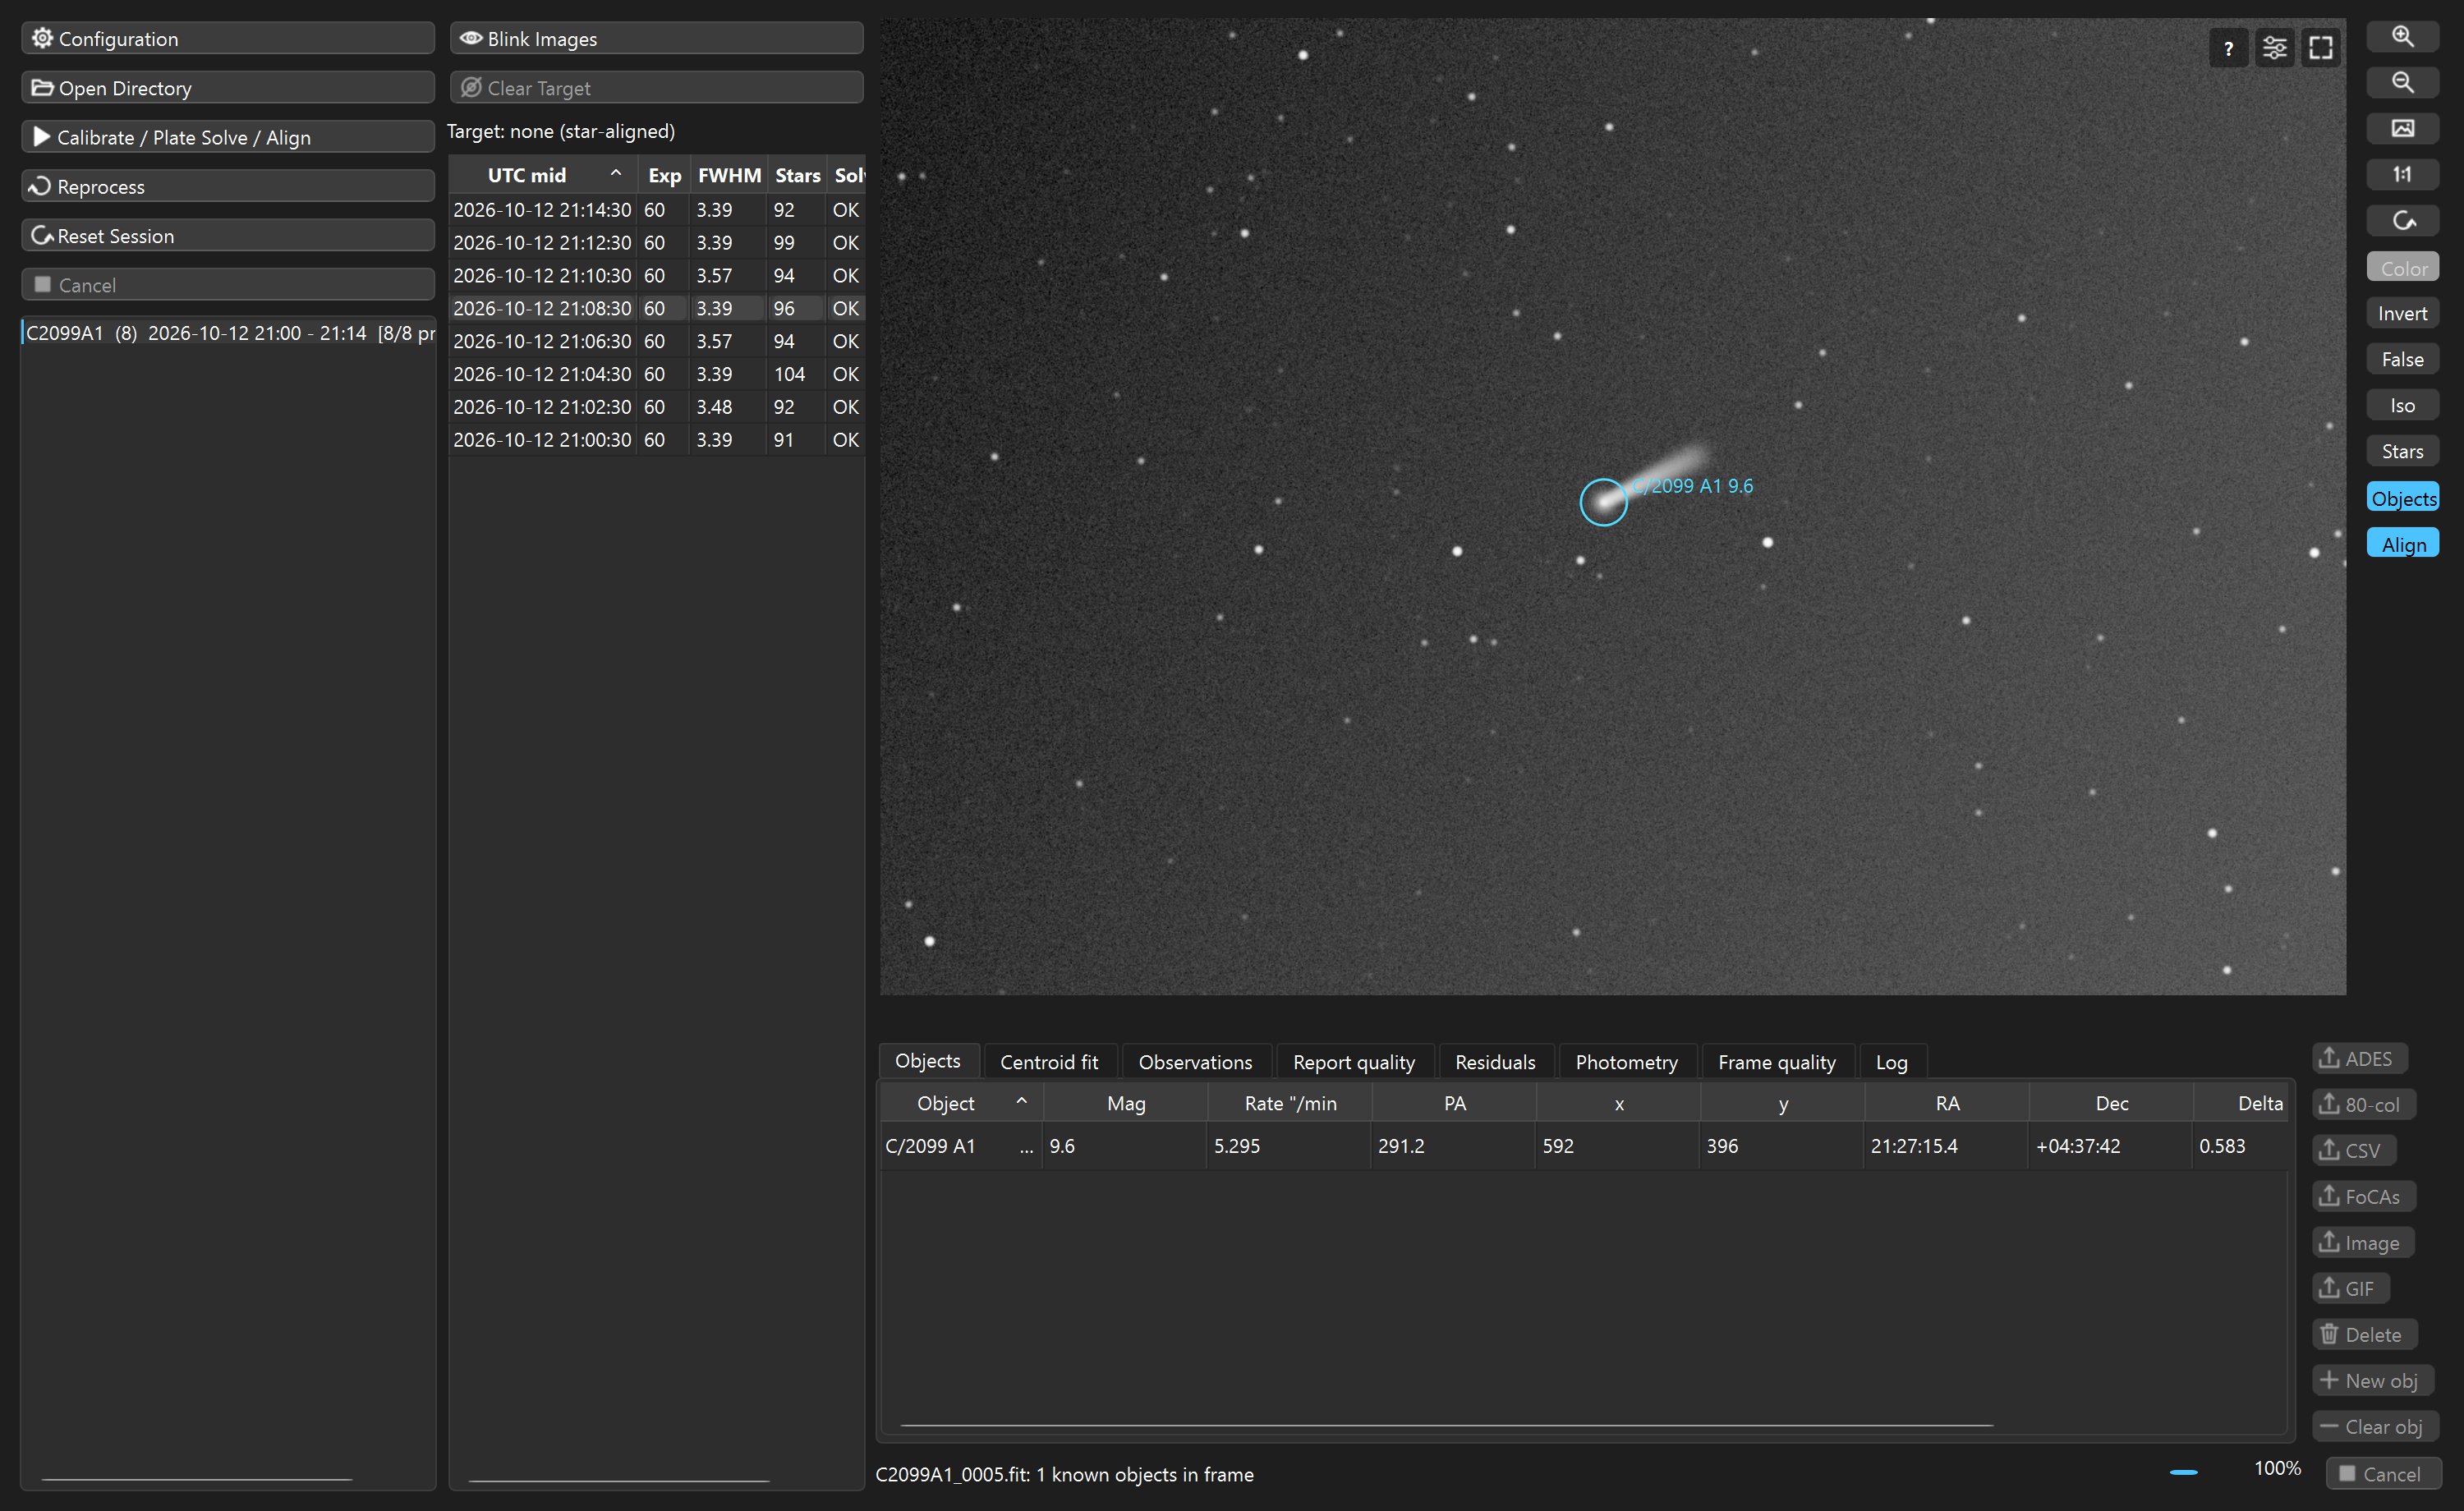 Configuration
Open Directory
Calibrate / Plate Solve / Align
Reprocess
Reset Session
Cancel
C2099A1 (8) 2026-10-12 21:00 - 21:14 [8/8 pr
Blink Images
Clear Target
Target: none (star-aligned)
UTC mid Exp FWHM Stars Solv
2026-10-12 21:14:30 60 3.39 92 OK
2026-10-12 21:12:30 60 3.39 99 OK
2026-10-12 21:10:30 60 3.57 94 OK
2026-10-12 21:08:30 60 3.39 96 OK
2026-10-12 21:06:30 60 3.57 94 OK
2026-10-12 21:04:30 60 3.39 104 OK
2026-10-12 21:02:30 60 3.48 92 OK
2026-10-12 21:00:30 60 3.39 91 OK
?
C/2099 A1 9.6
1:1
Color
Invert
False
Iso
Stars
Objects
Align
Objects Centroid fit Observations Report quality Residuals Photometry Frame quality Log
Object Mag Rate "/min PA x y RA Dec Delta
C/2099 A1 ... 9.6 5.295 291.2 592 396 21:27:15.4 +04:37:42 0.583
ADES
80-col
CSV
FoCAs
Image
GIF
Delete
New obj
Clear obj
C2099A1_0005.fit: 1 known objects in frame
100%
Cancel